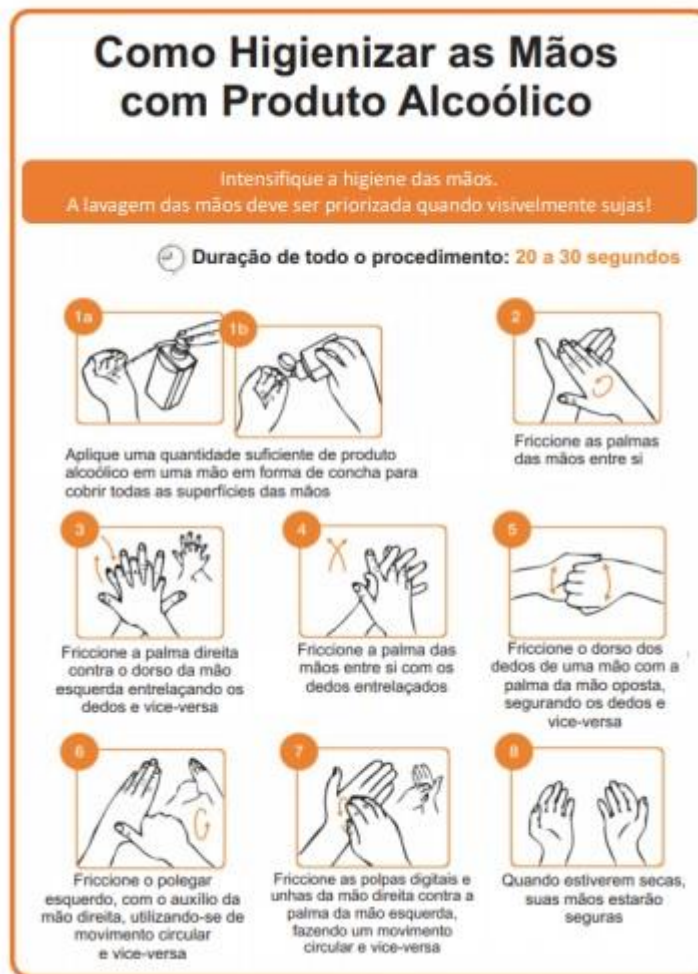 Como Higienizar as Mãos
com Produto Alcoólico
Intensifique a higiene das mãos.
A lavagem das mãos deve ser priorizada quando visivelmente sujas!
Duração de todo o procedimento: 20 a 30 segundos
1a
1b
Aplique uma quantidade suficiente de produto
alcoólico em uma mão em forma de concha para
cobrir todas as superfícies das mãos
2
Friccione as palmas
das mãos entre si
3
Friccione a palma direita
contra o dorso da mão
esquerda entrelaçando os
dedos e vice-versa
4
Friccione a palma das
mãos entre si com os
dedos entrelaçados
5
Friccione o dorso dos
dedos de uma mão com a
palma da mão oposta,
segurando os dedos e
vice-versa
6
Friccione o polegar
esquerdo, com o auxílio da
mão direita, utilizando-se de
movimento circular
e vice-versa
7
Friccione as polpas digitais e
unhas da mão direita contra a
palma da mão esquerda,
fazendo um movimento
circular e vice-versa
8
Quando estiverem secas,
suas mãos estarão
seguras